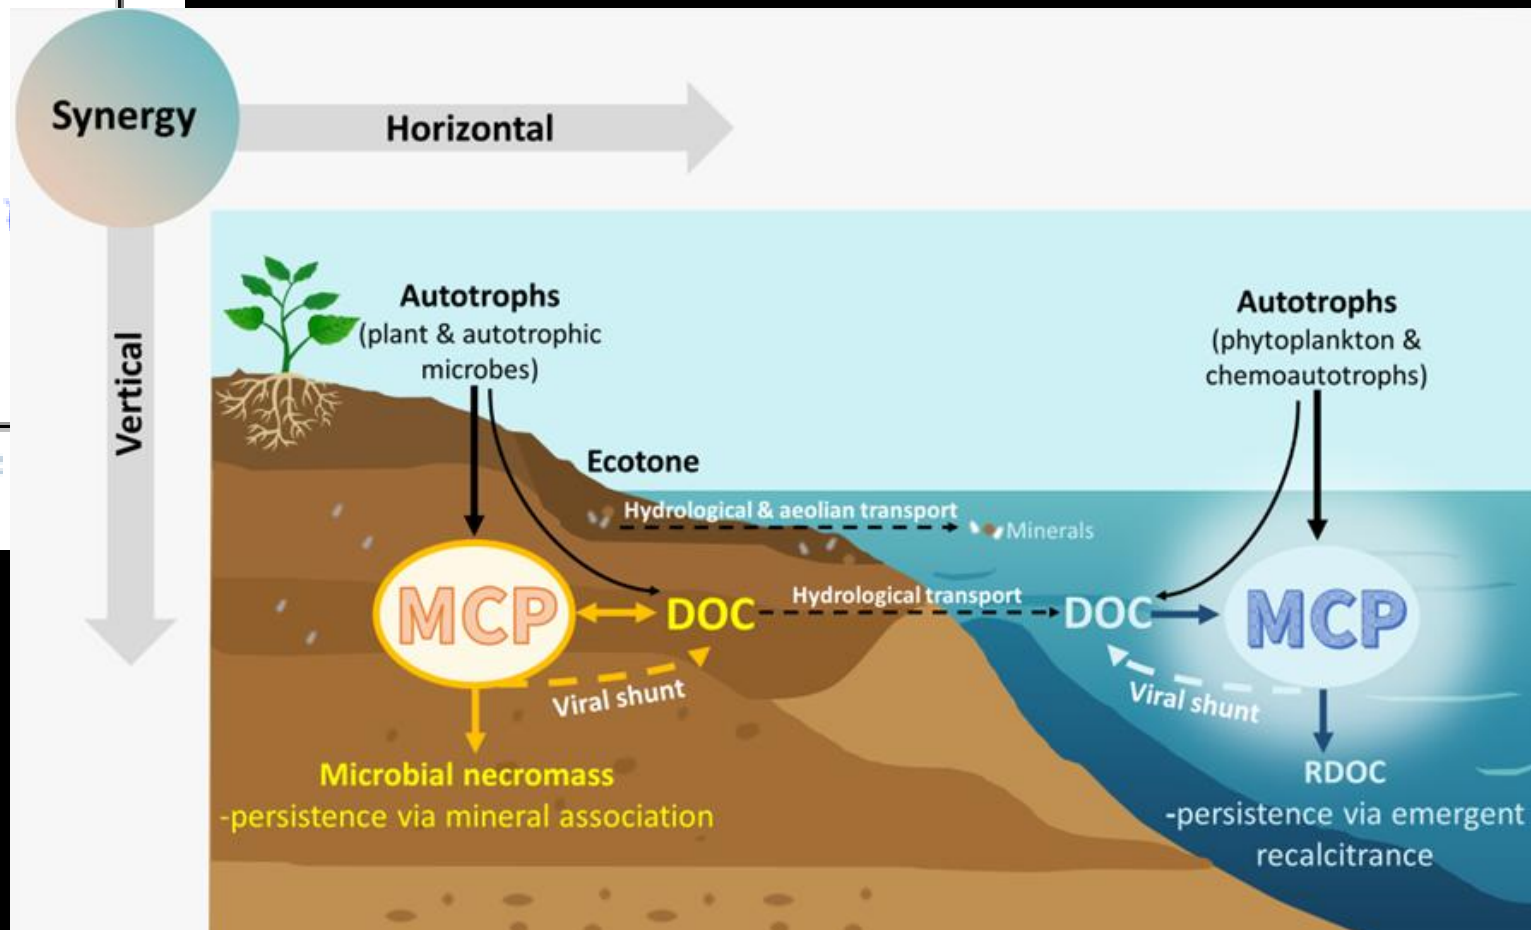 Synergy
Horizontal
Vertical
Autotrophs
(plant & autotrophic
microbes)
Autotrophs
(phytoplankton &
chemoautotrophs)
Ecotone
Hydrological & aeolian transport
Minerals
MCP
DOC
Hydrological transport
DOC
MCP
Viral shunt
Viral shunt
Microbial necromass
-persistence via mineral association
RDOC
-persistence via emergent
recalcitrance